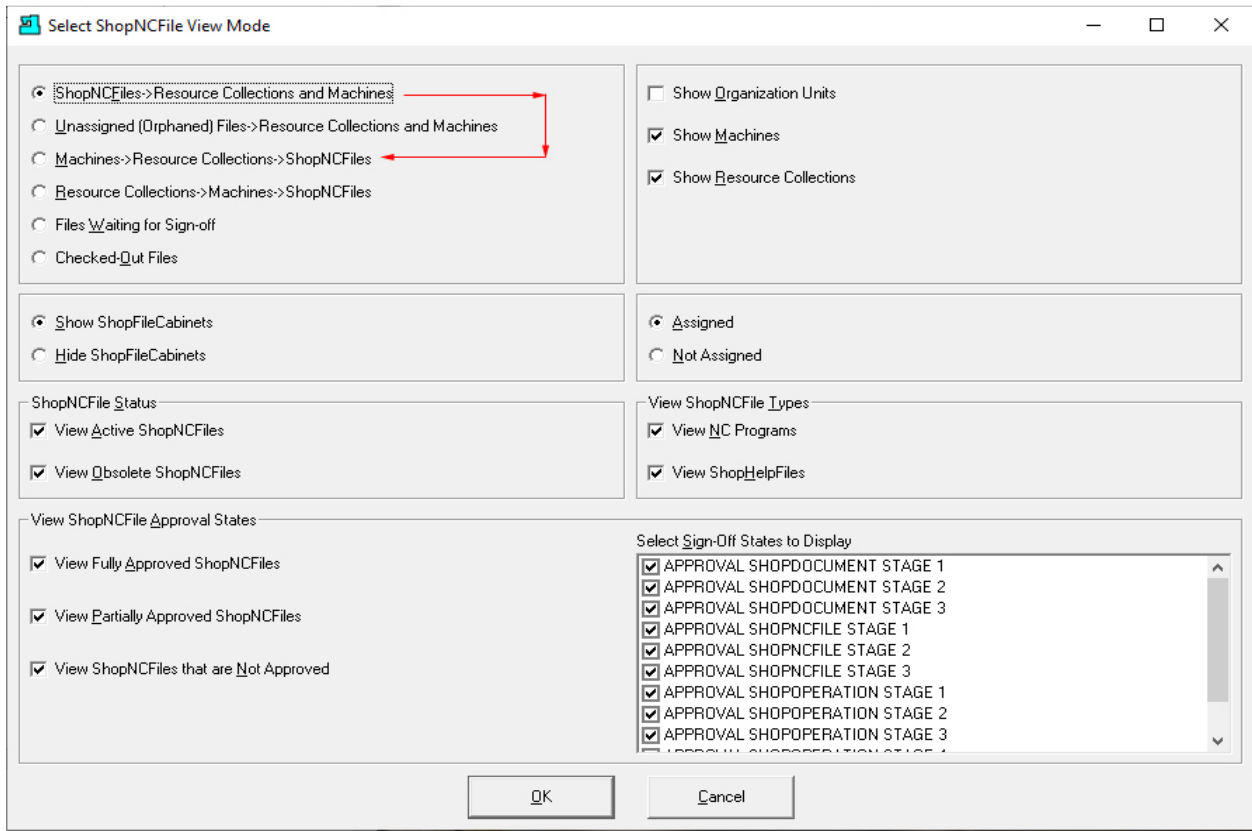 Select ShopNCFile View Mode
ShopNCFiles->Resource Collections and Machines
Unassigned (Orphaned) Files->Resource Collections and Machines
Machines->Resource Collections->ShopNCFiles
Resource Collections->Machines->ShopNCFiles
Files Waiting for Sign-off
Checked-Out Files
Show Organization Units
Show Machines
Show Resource Collections
Show ShopFileCabinets
Hide ShopFileCabinets
Assigned
Not Assigned
ShopNCFile Status
View Active ShopNCFiles
View Obsolete ShopNCFiles
View ShopNCFile Types
View NC Programs
View ShopHelpFiles
View ShopNCFile Approval States
View Fully Approved ShopNCFiles
View Partially Approved ShopNCFiles
View ShopNCFiles that are Not Approved
Select Sign-Off States to Display
APPROVAL SHOPDOCUMENT STAGE 1
APPROVAL SHOPDOCUMENT STAGE 2
APPROVAL SHOPDOCUMENT STAGE 3
APPROVAL SHOPNCFILE STAGE 1
APPROVAL SHOPNCFILE STAGE 2
APPROVAL SHOPNCFILE STAGE 3
APPROVAL SHOPOPERATION STAGE 1
APPROVAL SHOPOPERATION STAGE 2
APPROVAL SHOPOPERATION STAGE 3
OK
Cancel